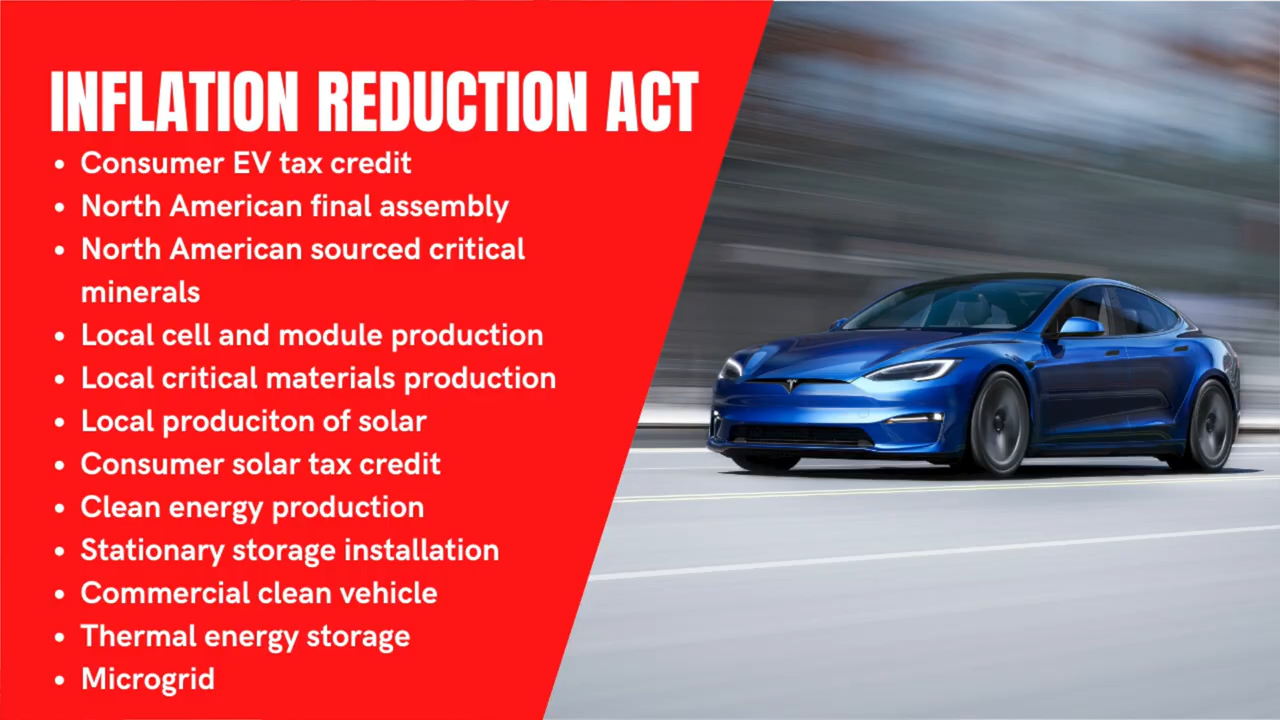 INFLATION REDUCTION ACT
• Consumer EV tax credit
• North American final assembly
• North American sourced critical
minerals
• Local cell and module production
• Local critical materials production
• Local produciton of solar
• Consumer solar tax credit
• Clean energy production
• Stationary storage installation
• Commercial clean vehicle
• Thermal energy storage
• Microgrid